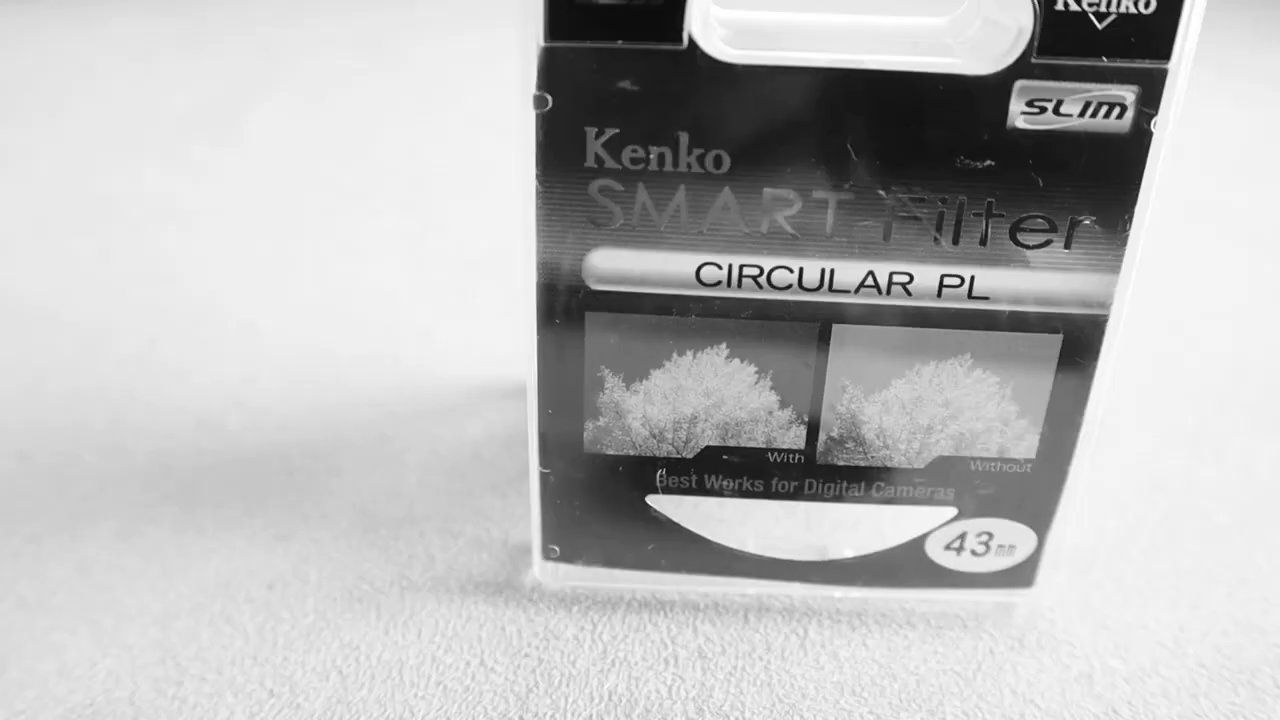 Kenko
SLIM
Kenko
SMART Filter
CIRCULAR PL
With
Without
Best Works for Digital Cameras
43mm